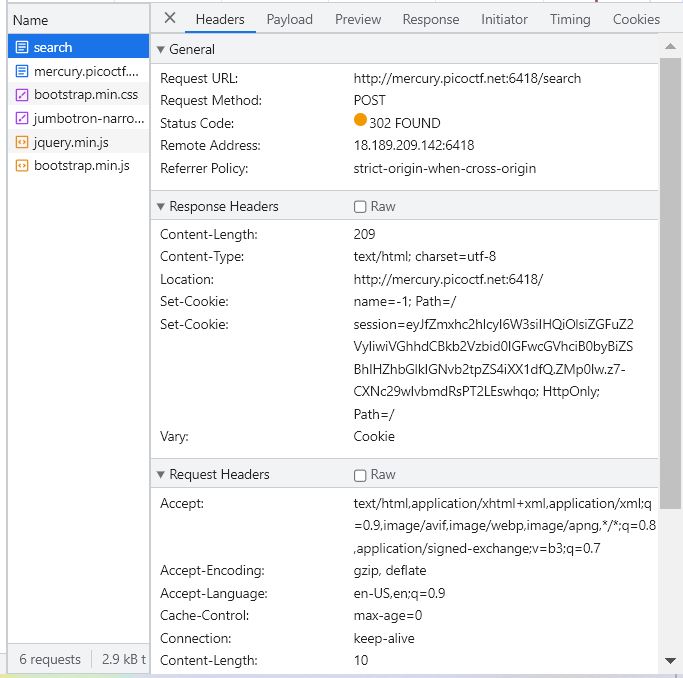 Name
search
mercury.picoctf....
bootstrap.min.css
jumbotron-narro...
jquery.min.js
bootstrap.min.js
6 requests
2.9 kB t
Headers Payload Preview Response Initiator Timing Cookies
General
Request URL: http://mercury.picoctf.net:6418/search
Request Method: POST
Status Code: 302 FOUND
Remote Address: 18.189.209.142:6418
Referrer Policy: strict-origin-when-cross-origin
Response Headers Raw
Content-Length: 209
Content-Type: text/html; charset=utf-8
Location: http://mercury.picoctf.net:6418/
Set-Cookie: name=-1; Path=/
Set-Cookie: session=eyJfZmxhc2hlcyI6W3siIHQiOlsiZGFuZ2
VyIiwiVGhhdCBkb2Vzbid0IGFwcGVhciB0byBiZS
BhIHZhbGlkIGNvb2tpZS4iXX1dfQ.ZMp0Iw.z7-
CXNc29wIvbmdRsPT2LEswhqo; HttpOnly;
Path=/
Vary: Cookie
Request Headers Raw
Accept: text/html,application/xhtml+xml,application/xml;q
=0.9,image/avif,image/webp,image/apng,*/*;q=0.8
,application/signed-exchange;v=b3;q=0.7
Accept-Encoding: gzip, deflate
Accept-Language: en-US,en;q=0.9
Cache-Control: max-age=0
Connection: keep-alive
Content-Length: 10